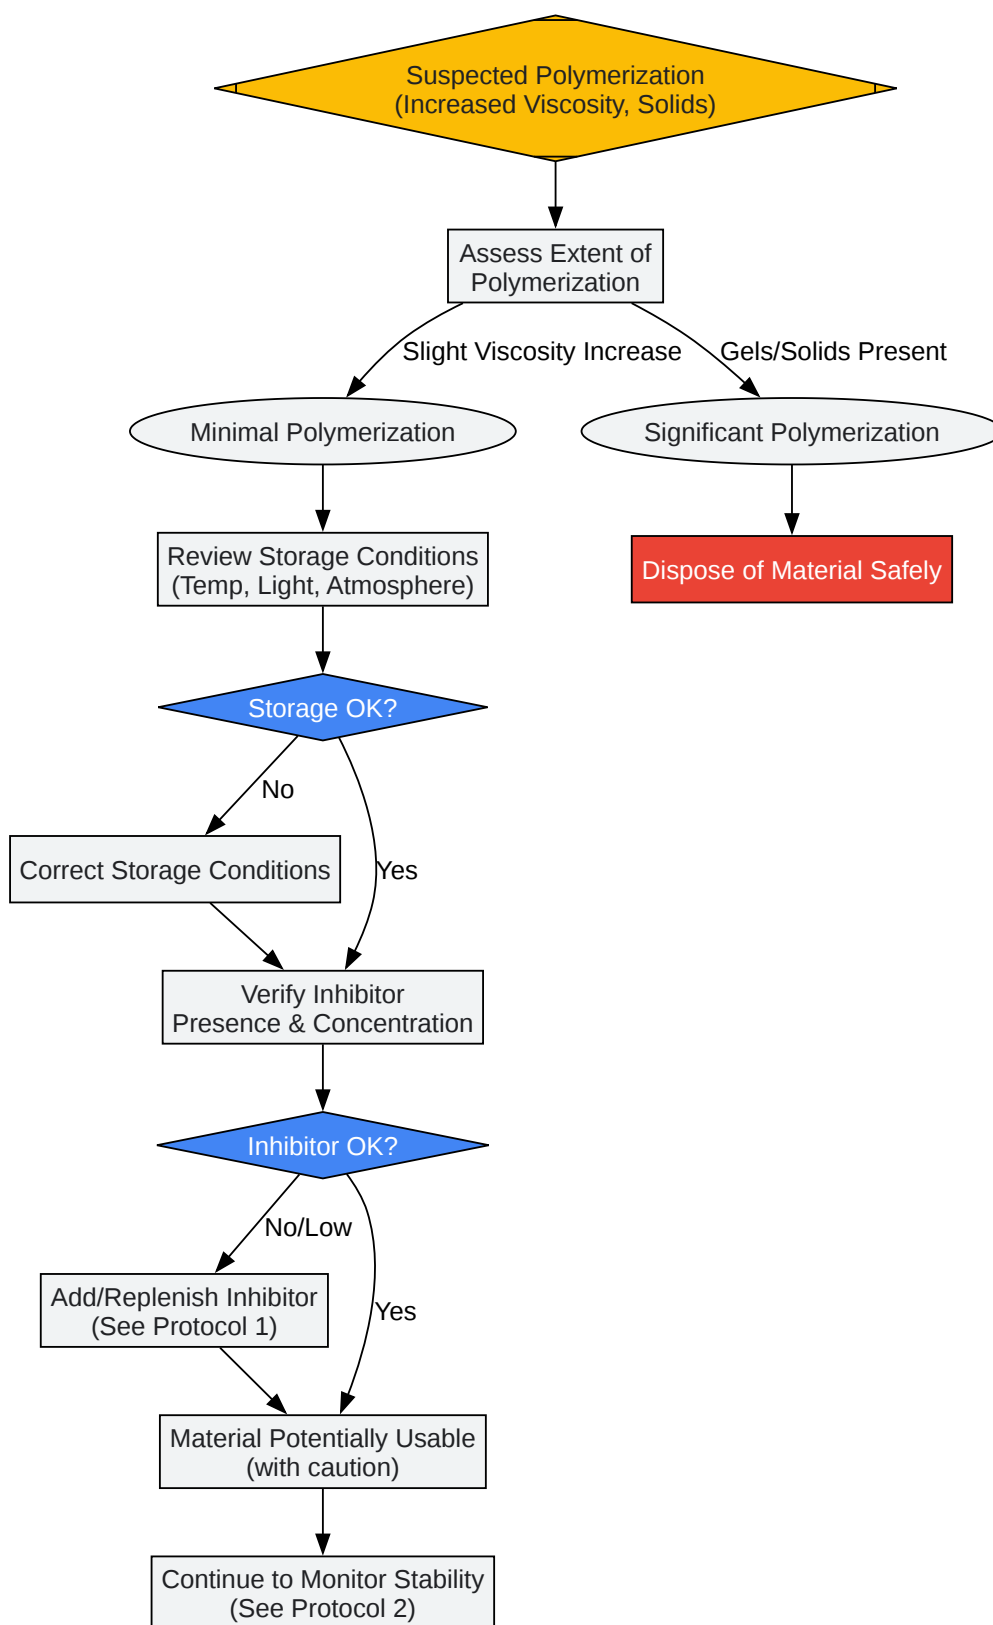 Suspected Polymerization
(Increased Viscosity, Solids)
Assess Extent of
Polymerization
Slight Viscosity Increase
Gels/Solids Present
Minimal Polymerization
Significant Polymerization
Review Storage Conditions
(Temp, Light, Atmosphere)
Dispose of Material Safely
Storage OK?
No
Correct Storage Conditions
Yes
Verify Inhibitor
Presence & Concentration
Inhibitor OK?
No/Low
Add/Replenish Inhibitor
(See Protocol 1)
Yes
Material Potentially Usable
(with caution)
Continue to Monitor Stability
(See Protocol 2)